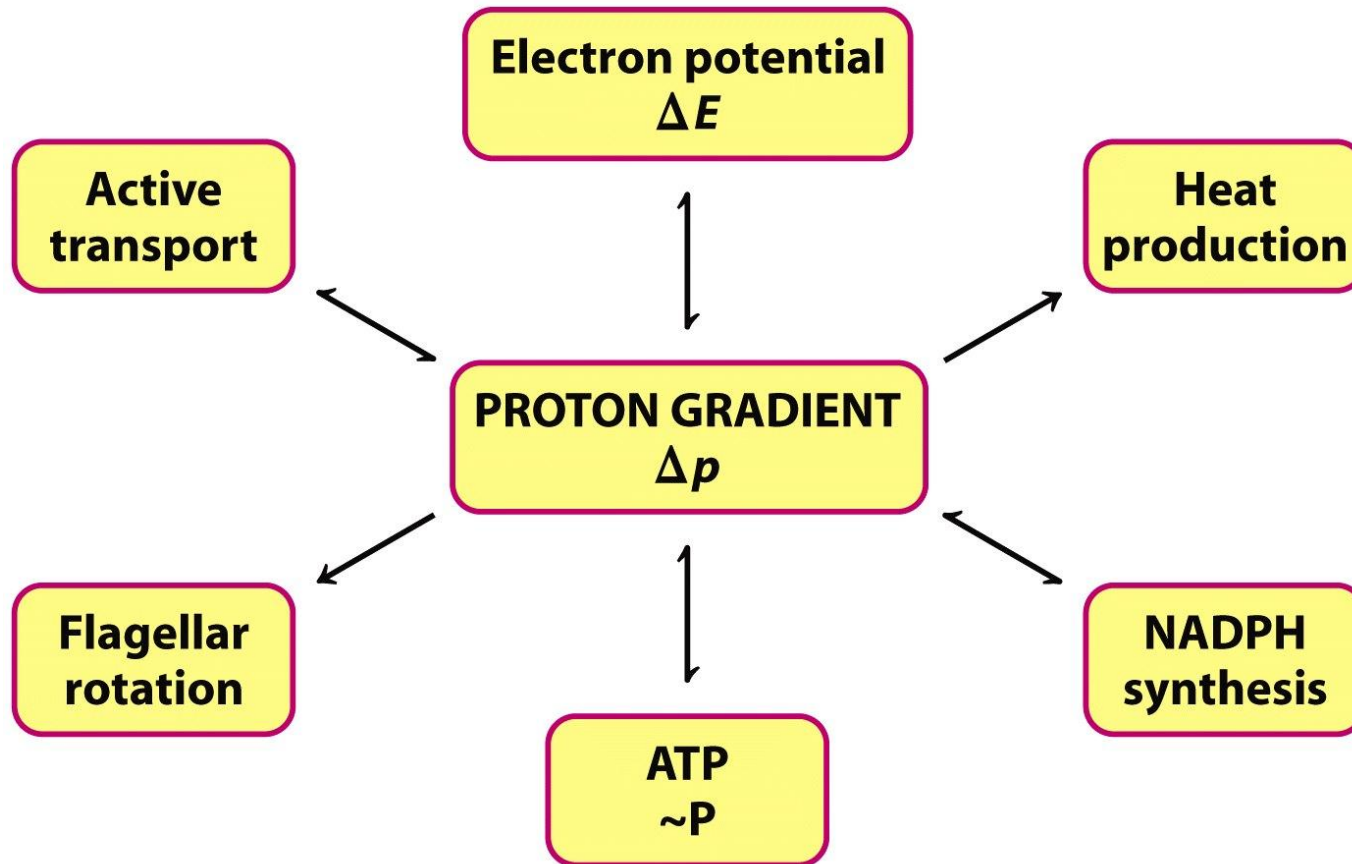 Electron potential
ΔE
Active
transport
Heat
production
PROTON GRADIENT
Δp
Flagellar
rotation
NADPH
synthesis
ATP
~P